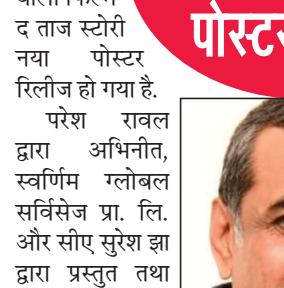 द ताज स्टोरी
नया पोस्टर
रिलीज हो गया है.
परेश रावल
द्वारा अभिनीत,
स्वर्णिम ग्लोबल
सर्विसेज प्रा. लि.
और सीए सुरेश झा
द्वारा प्रस्तुत तथा
पोस्टर